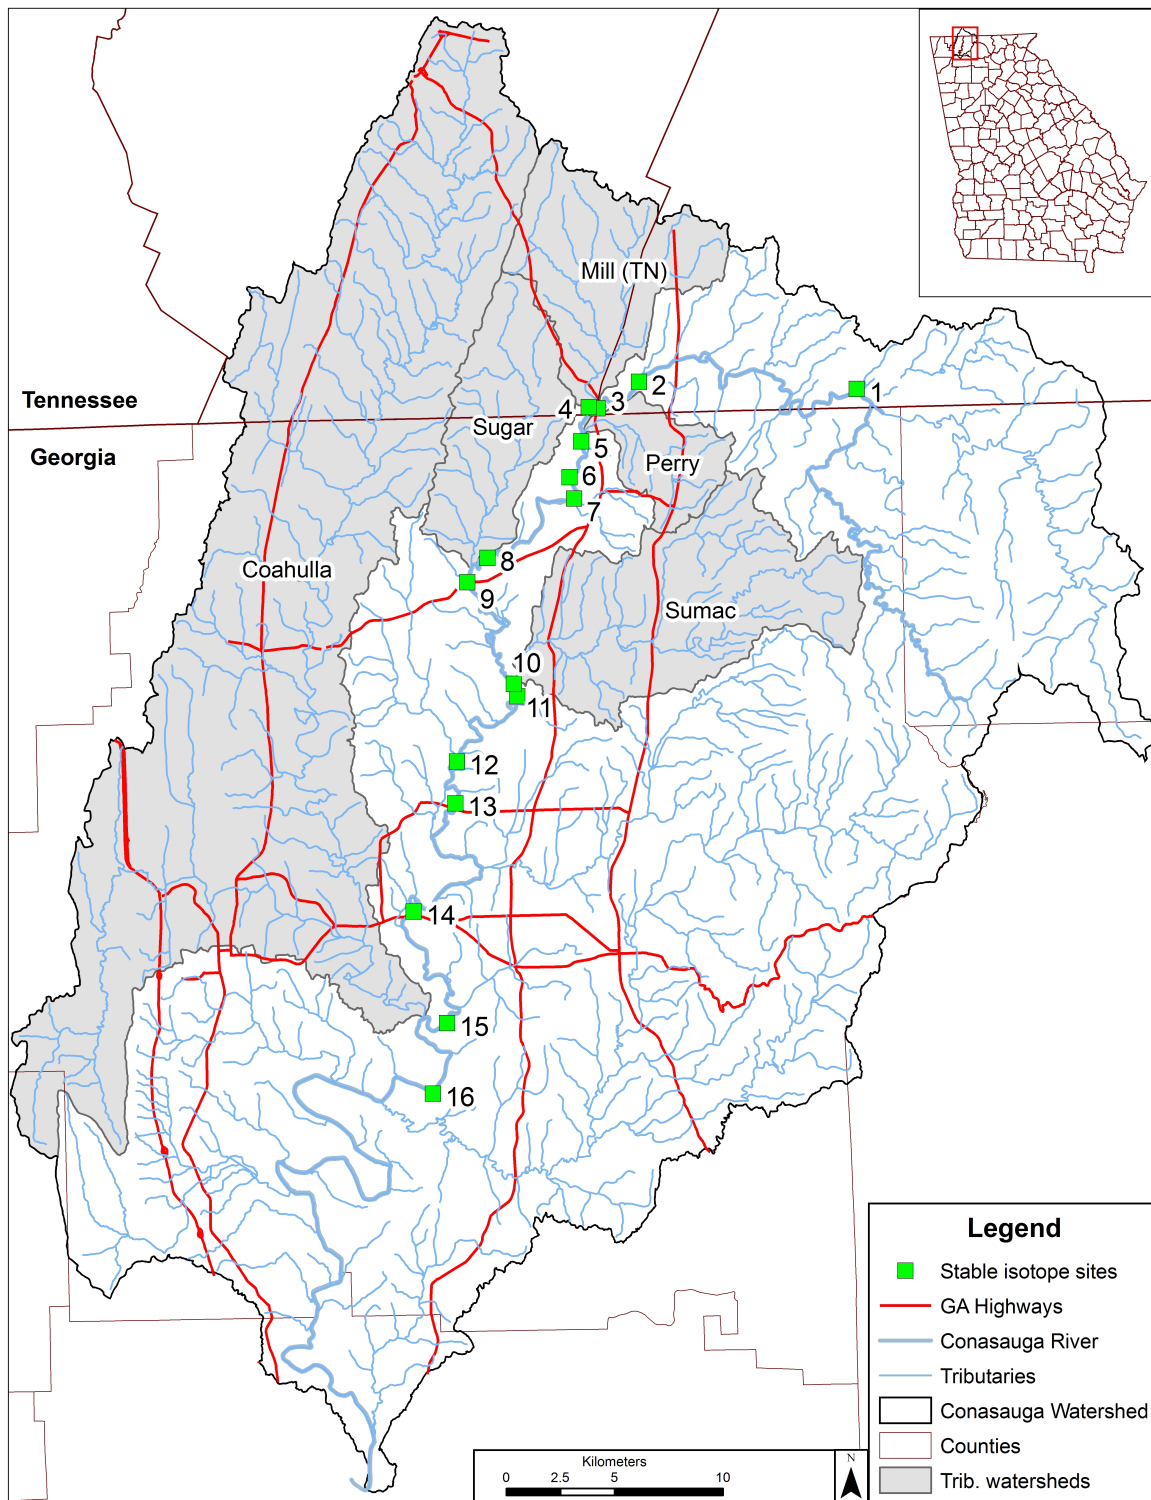 Mill (TN)
Tennessee
1
2
3
4
Sugar
Georgia
5
Perry
6
7
8
Coahulla
9
Sumac
10
11
12
13
14
15
16
Legend
Stable isotope sites
GA Highways
Conasauga River
Tributaries
Conasauga Watershed
Counties
Trib. watersheds
Kilometers
0 2.5 5 10
N